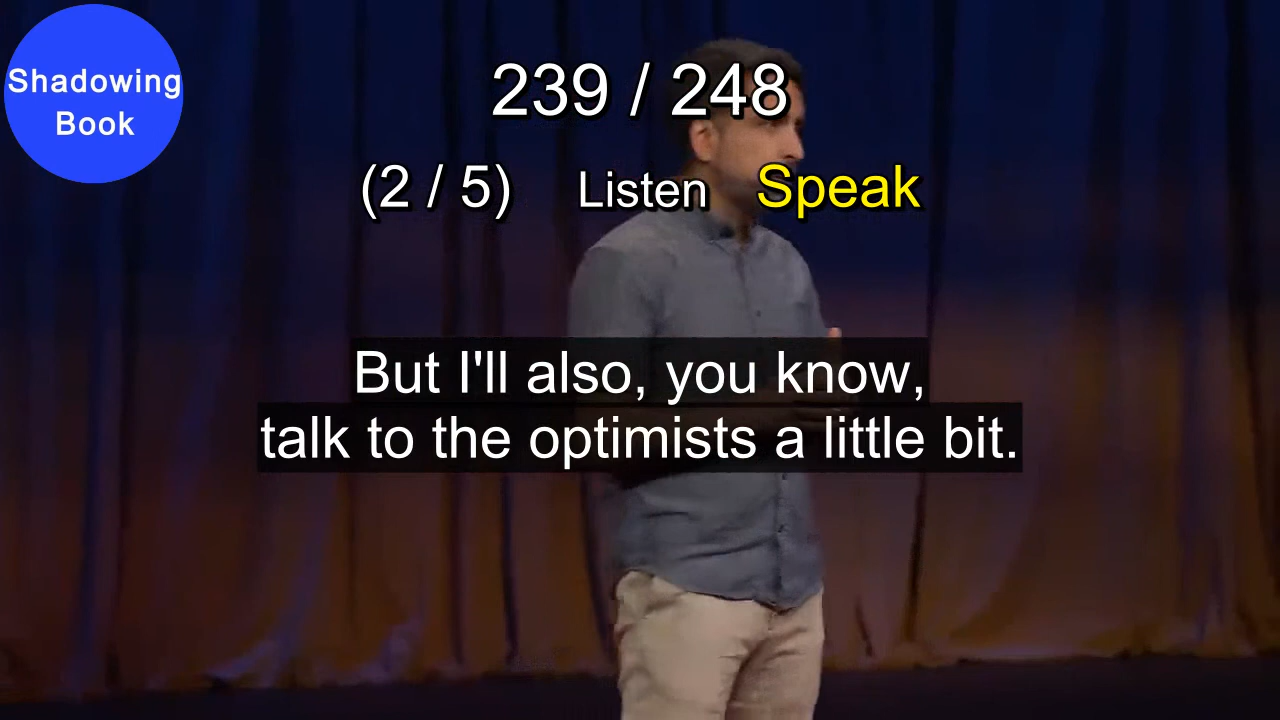 Shadowing
Book
239 / 248
(2 / 5) Listen Speak
But I'll also, you know,
talk to the optimists a little bit.